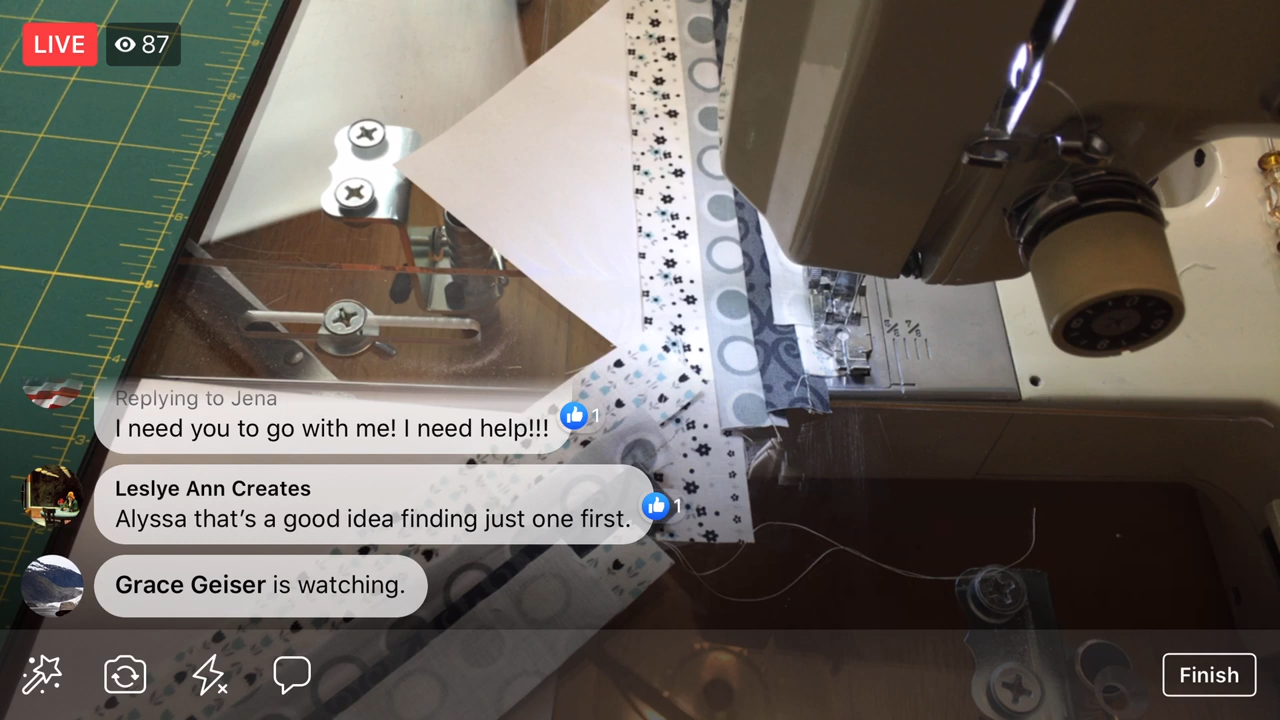 LIVE 87
Replying to Jena
I need you to go with me! I need help!!! 1
Leslye Ann Creates
Alyssa that’s a good idea finding just one first. 1
Grace Geiser is watching.
Finish